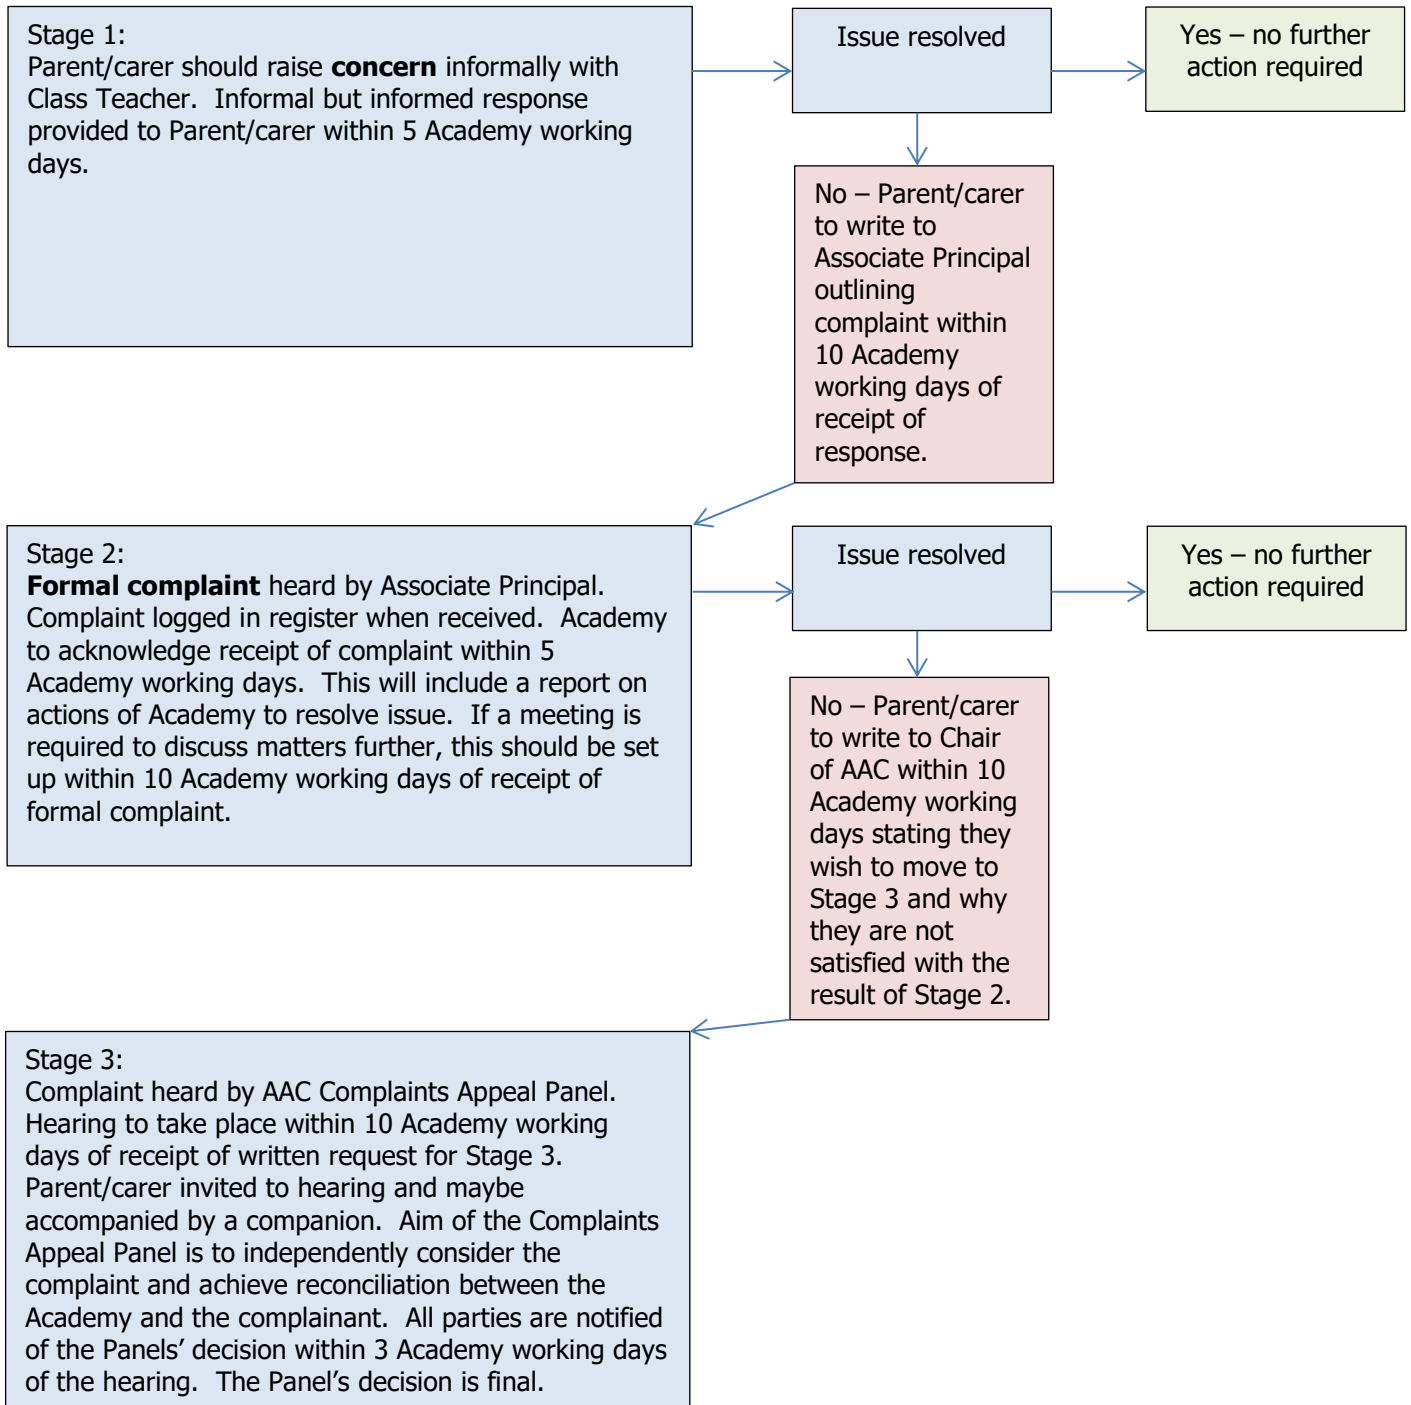 Stage 1:
Parent/carer should raise concern informally with
Class Teacher.  Informal but informed response
provided to Parent/carer within 5 Academy working
days.
Issue resolved
Yes – no further
action required
No – Parent/carer
to write to
Associate Principal
outlining
complaint within
10 Academy
working days of
receipt of
response.
Stage 2:
Formal complaint heard by Associate Principal.
Complaint logged in register when received.  Academy
to acknowledge receipt of complaint within 5
Academy working days.  This will include a report on
actions of Academy to resolve issue.  If a meeting is
required to discuss matters further, this should be set
up within 10 Academy working days of receipt of
formal complaint.
Issue resolved
Yes – no further
action required
No – Parent/carer
to write to Chair
of AAC within 10
Academy working
days stating they
wish to move to
Stage 3 and why
they are not
satisfied with the
result of Stage 2.
Stage 3:
Complaint heard by AAC Complaints Appeal Panel.
Hearing to take place within 10 Academy working
days of receipt of written request for Stage 3.
Parent/carer invited to hearing and maybe
accompanied by a companion.  Aim of the Complaints
Appeal Panel is to independently consider the
complaint and achieve reconciliation between the
Academy and the complainant.  All parties are notified
of the Panels’ decision within 3 Academy working days
of the hearing.  The Panel’s decision is final.